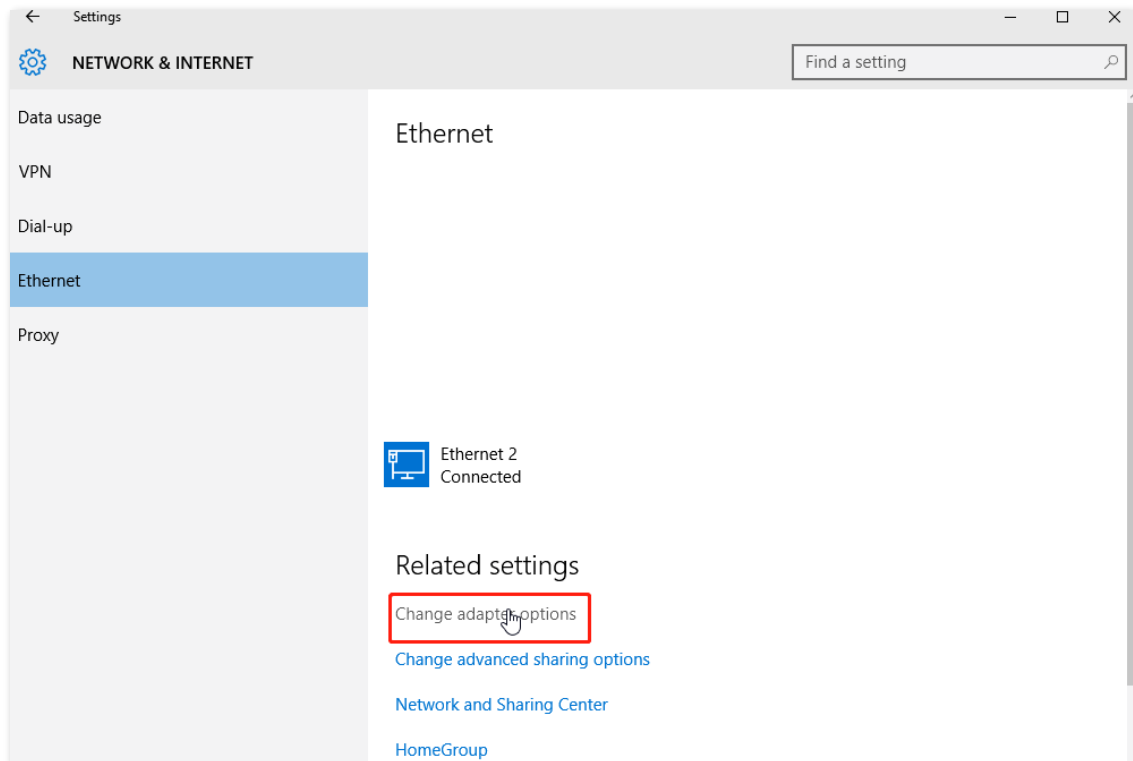 Settings
NETWORK & INTERNET
Find a setting
Data usage
VPN
Dial-up
Ethernet
Proxy
Ethernet
Ethernet 2
Connected
Related settings
Change adapter options
Change advanced sharing options
Network and Sharing Center
HomeGroup